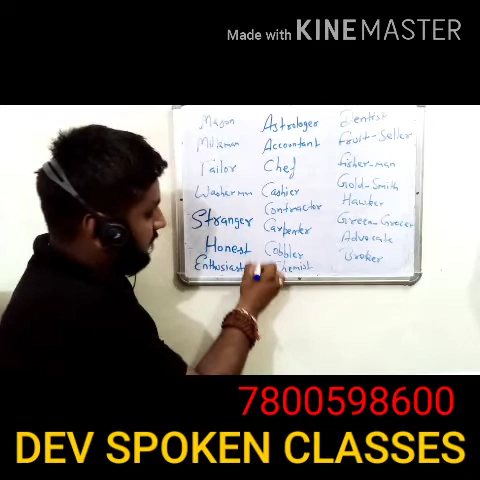 Made with KINEMASTER
Mason
Milkman
Tailor
Washerman
Stranger
Honest
Enthusiast
Astrologer
Accountant
Chef
Cashier
Contractor
Carpenter
Cobbler
Chemist
Dentist
Fruit-Seller
fisher-man
Gold-Smith
Hawker
Green-Grocer
Advocate
Broker
7800598600
DEV SPOKEN CLASSES